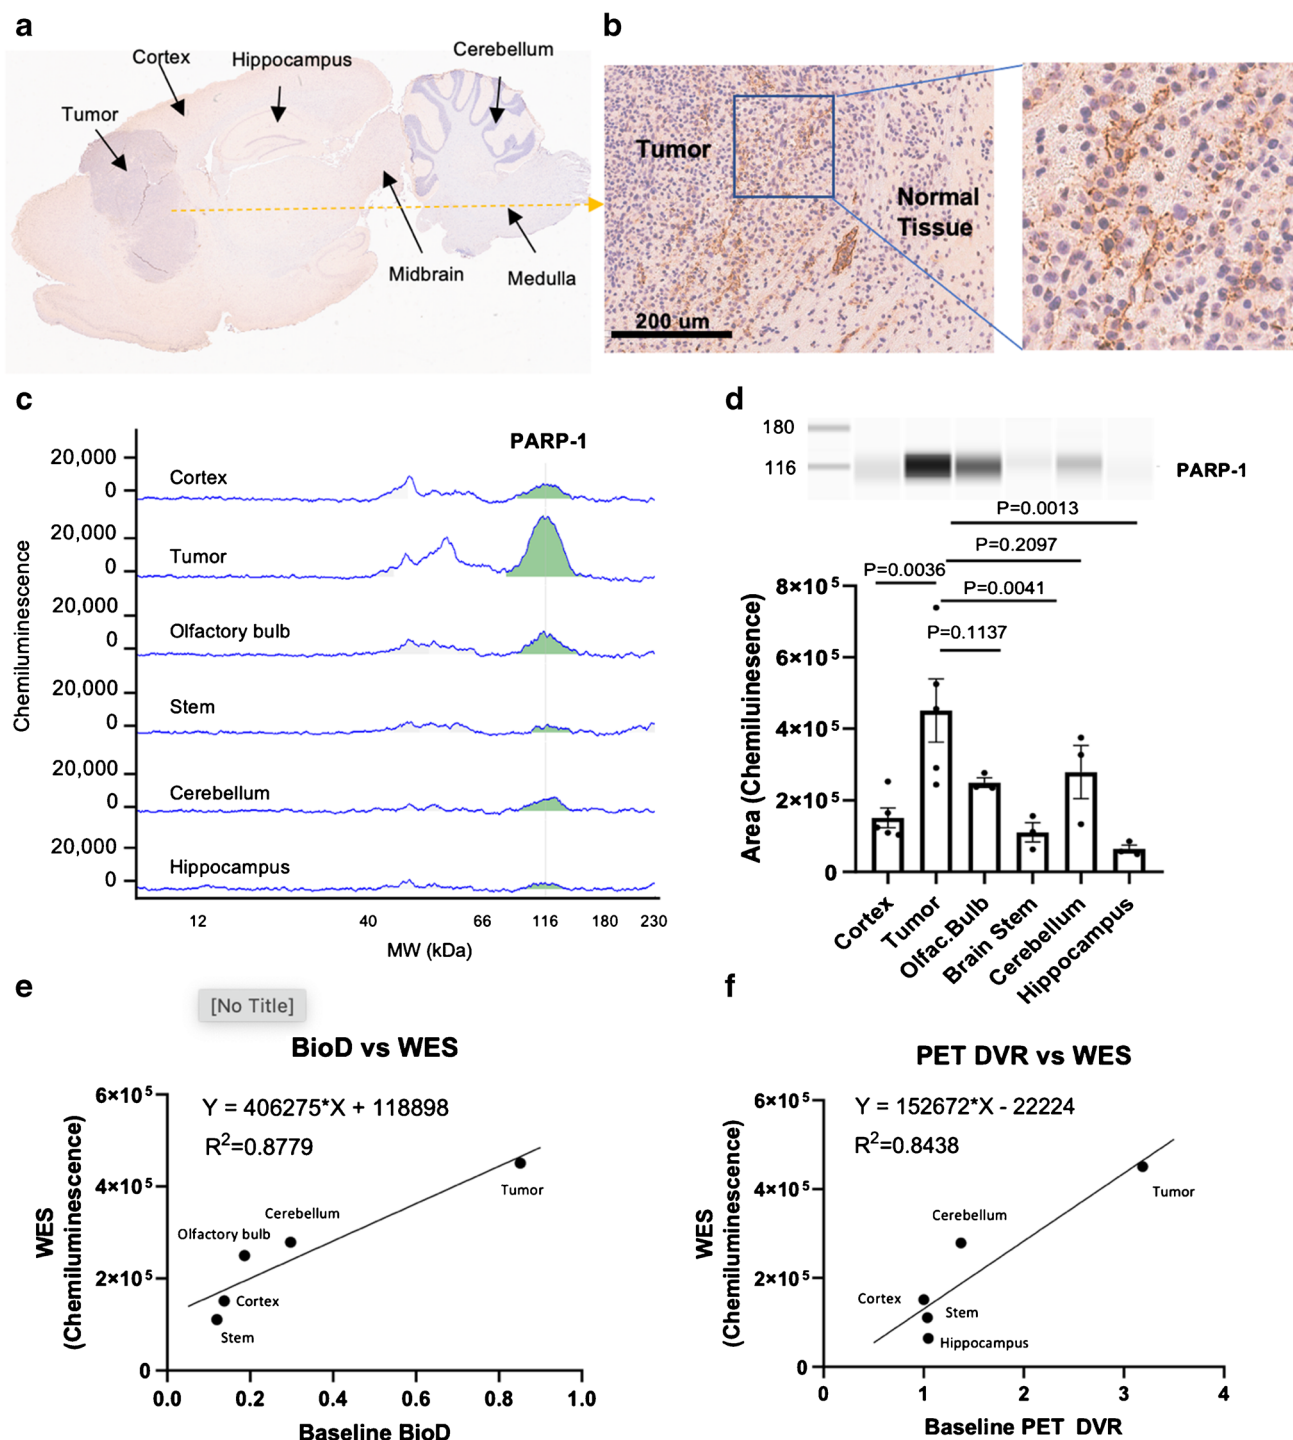 a
Cortex
Hippocampus
Cerebellum
Tumor
Midbrain
Medulla
b
Tumor
Normal
Tissue
200 um
c
PARP-1
20,000
0
Cortex
20,000
0
Tumor
20,000
0
Olfactory bulb
20,000
0
Stem
20,000
0
Cerebellum
20,000
0
Hippocampus
Chemiluminescence
12 40 66 116 180 230
MW (kDa)
d
180
116
PARP-1
P=0.0013
P=0.2097
P=0.0036
P=0.0041
P=0.1137
8×10⁵
6×10⁵
4×10⁵
2×10⁵
0
Area (Chemiluinesence)
Cortex
Tumor
Olfac.Bulb
Brain Stem
Cerebellum
Hippocampus
e
[No Title]
BioD vs WES
Y = 406275*X + 118898
R²=0.8779
6×10⁵
4×10⁵
2×10⁵
0
WES
(Chemiluminescence)
Tumor
Cerebellum
Olfactory bulb
Cortex
Stem
0.0 0.2 0.4 0.6 0.8 1.0
Baseline BioD
f
PET DVR vs WES
Y = 152672*X - 22224
R²=0.8438
6×10⁵
4×10⁵
2×10⁵
0
WES
(Chemiluminescence)
Tumor
Cerebellum
Cortex
Stem
Hippocampus
0 1 2 3 4
Baseline PET DVR